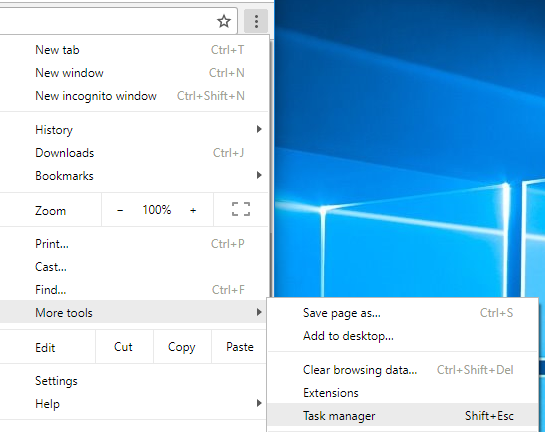 New tab Ctrl+T
New window Ctrl+N
New incognito window Ctrl+Shift+N
History
Downloads Ctrl+J
Bookmarks
Zoom − 100% +
Print... Ctrl+P
Cast...
Find... Ctrl+F
More tools
Edit Cut Copy Paste
Settings
Help
Save page as... Ctrl+S
Add to desktop...
Clear browsing data... Ctrl+Shift+Del
Extensions
Task manager Shift+Esc